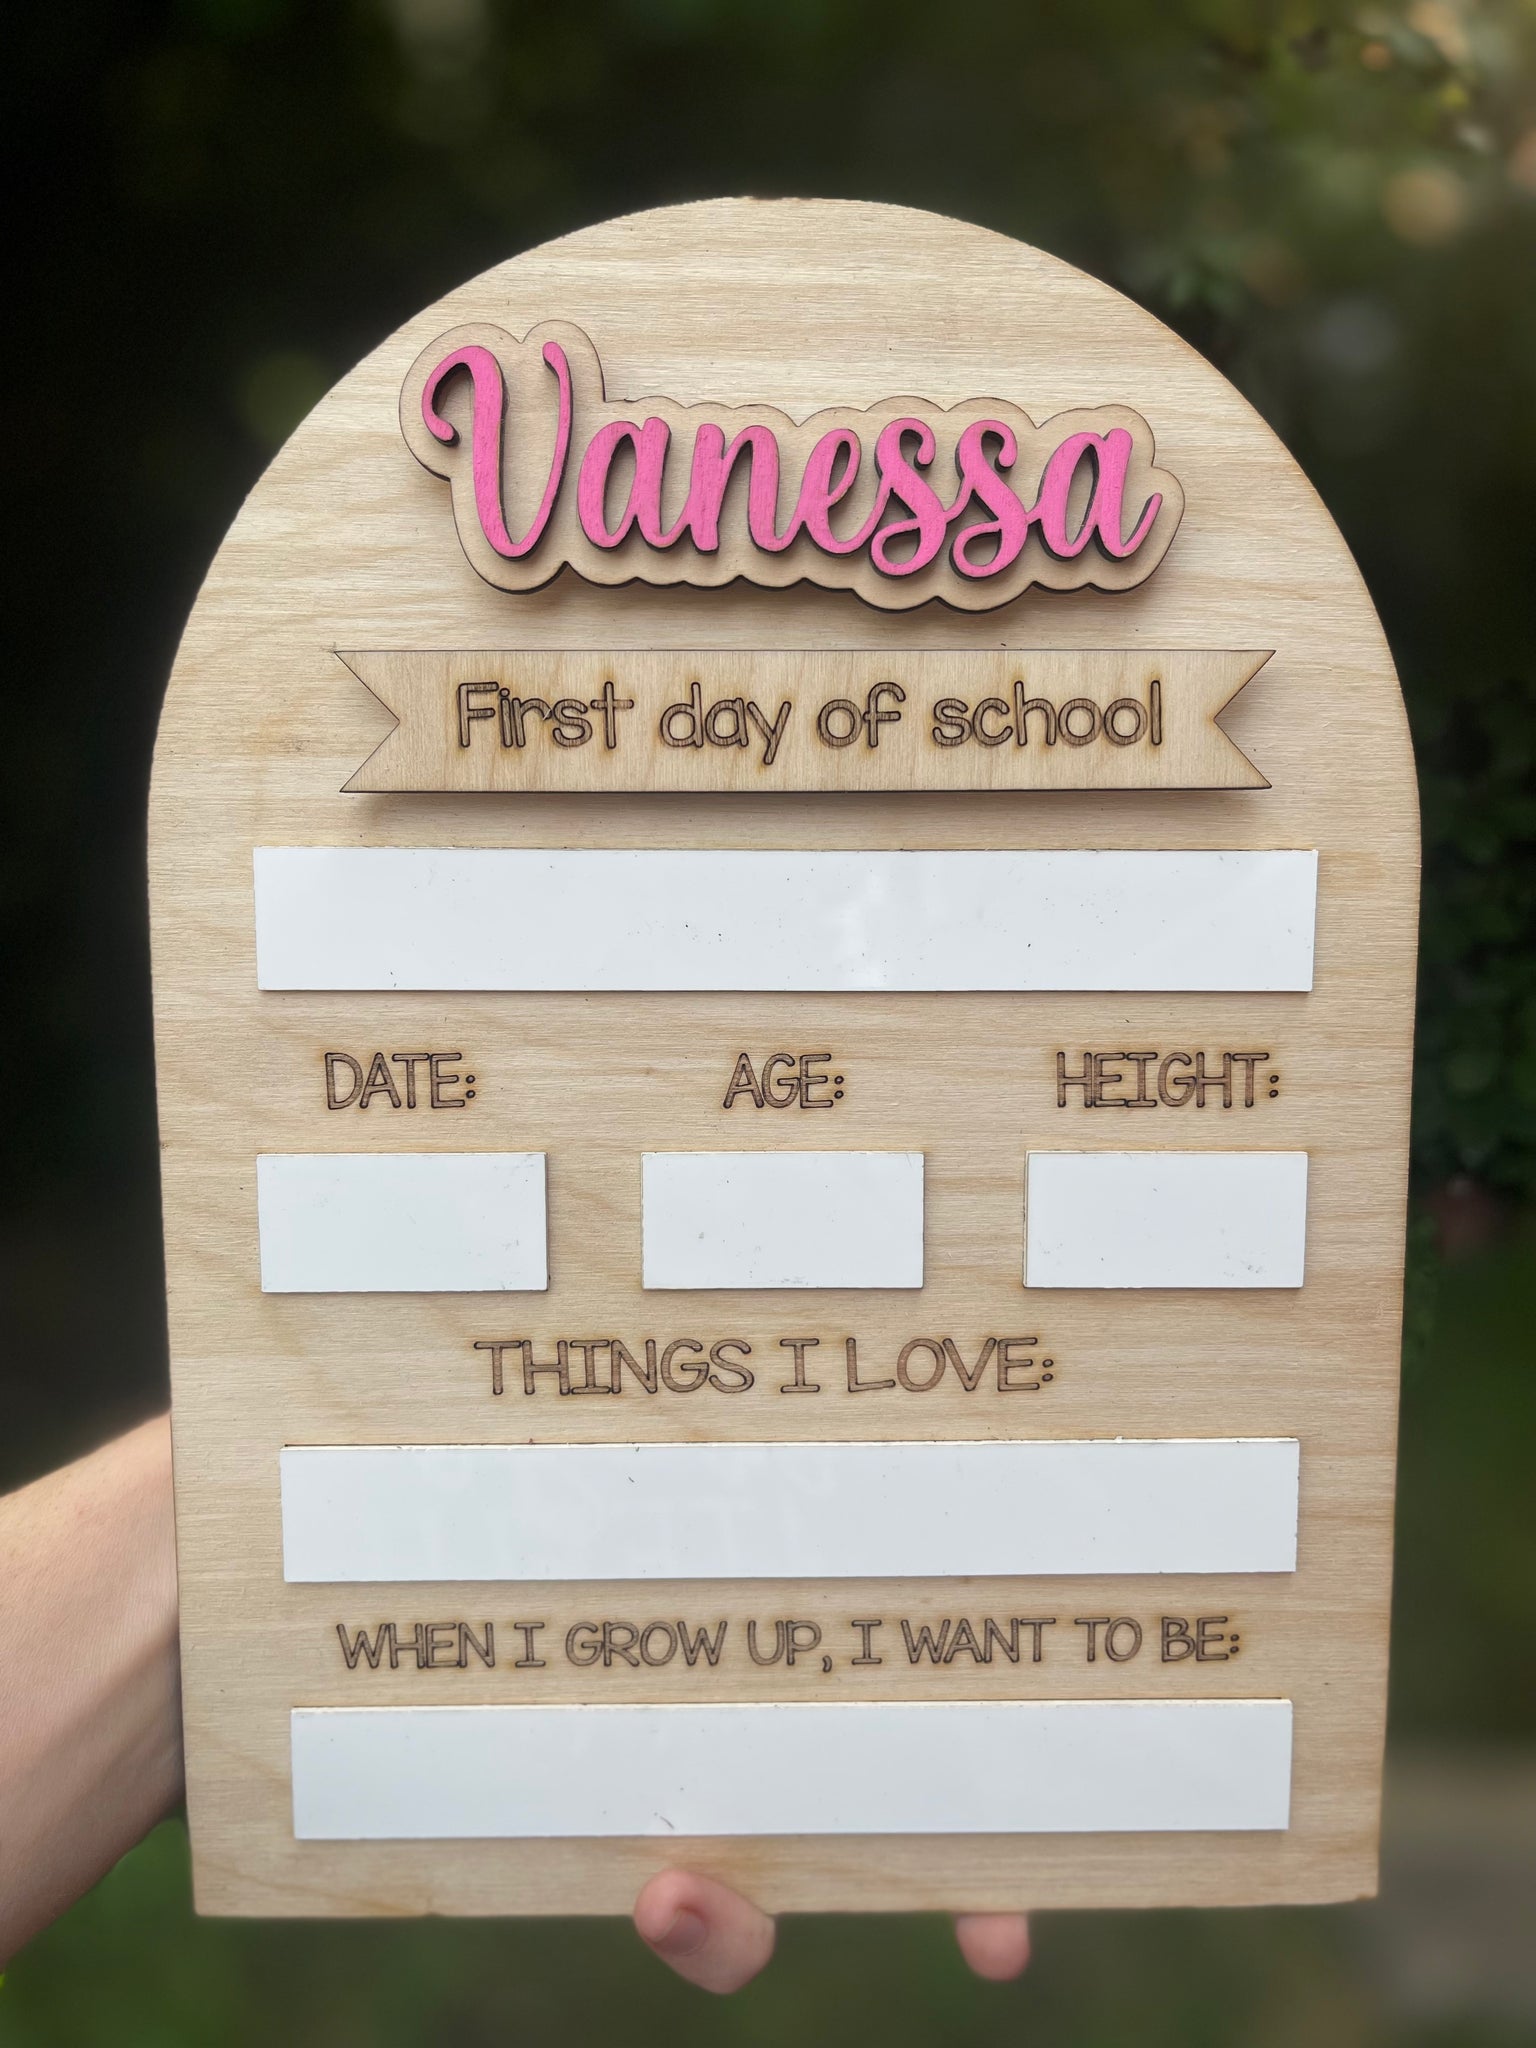 Vanessa
First day of school
DATE: AGE: HEIGHT:
THINGS I LOVE:
WHEN I GROW UP, I WANT TO BE: